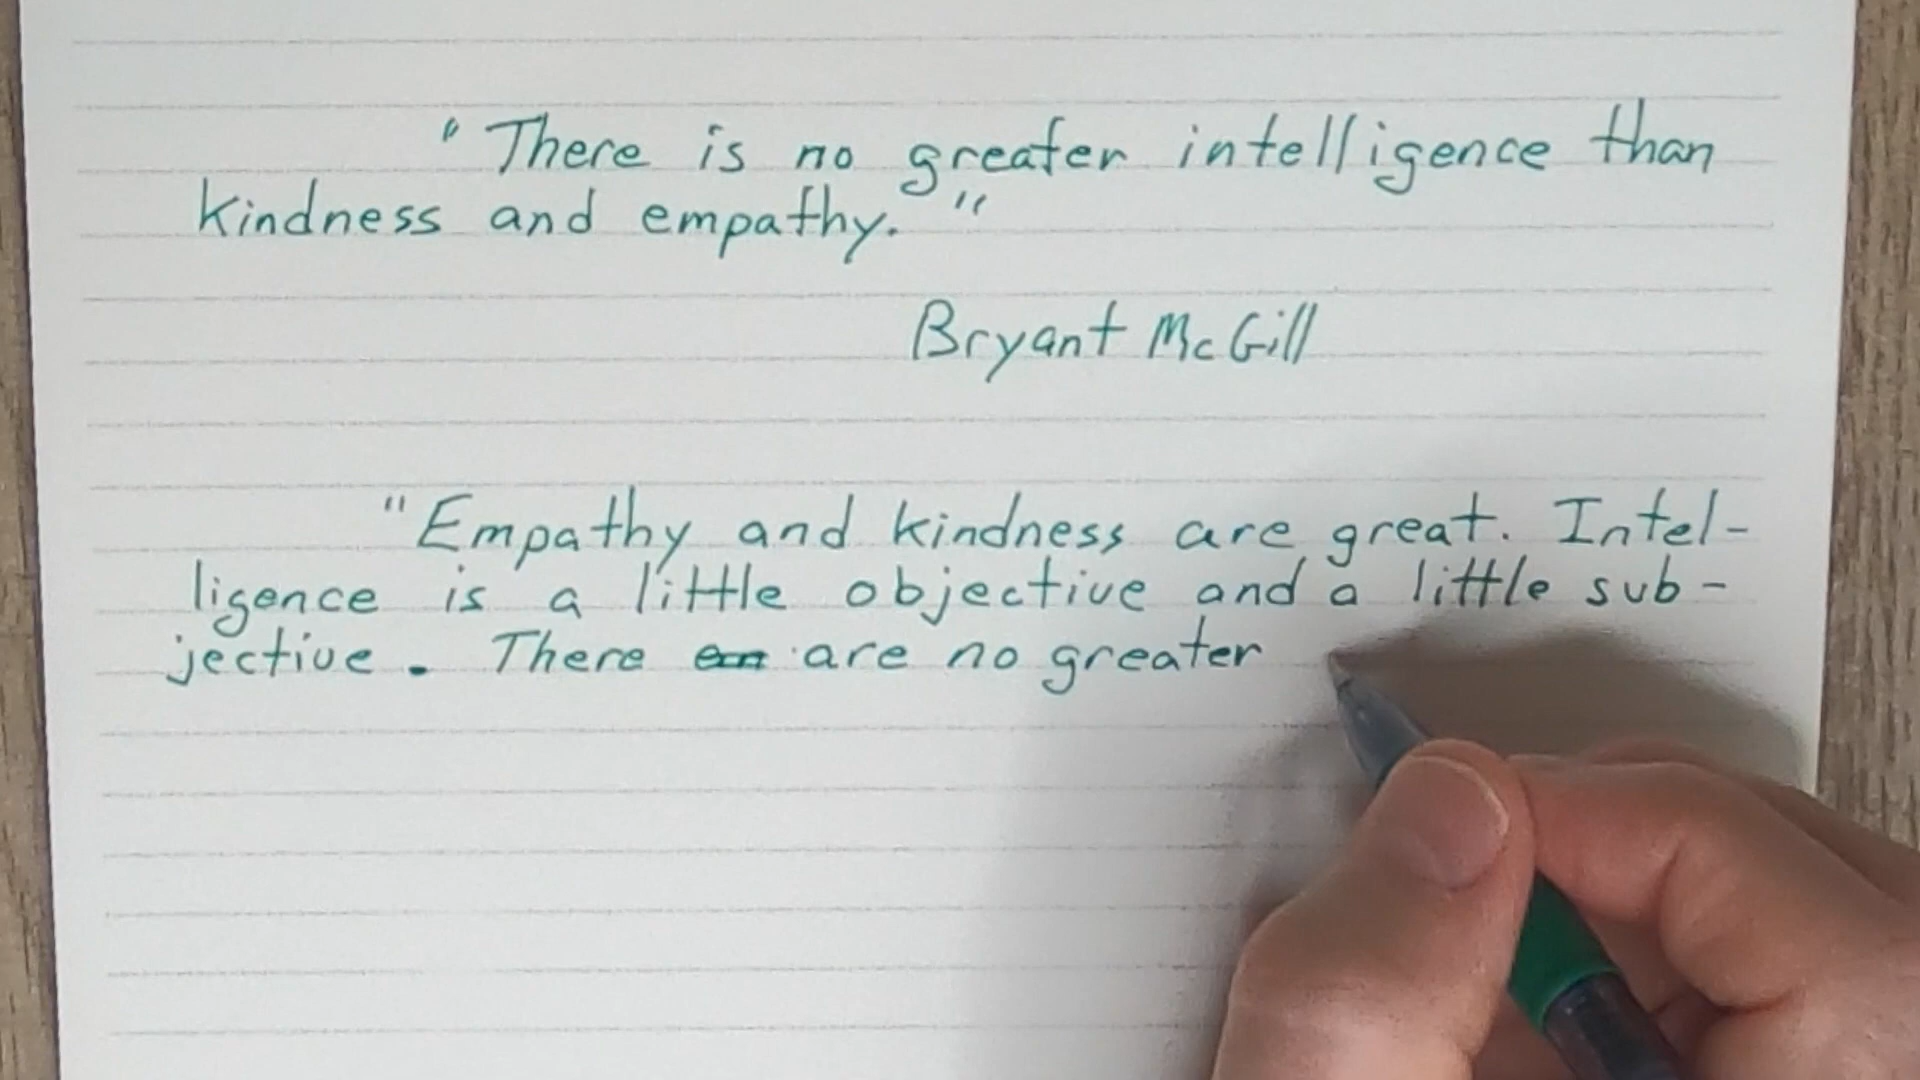 "There is no greater intelligence than
kindness and empathy."
Bryant McGill
"Empathy and kindness are great. Intel-
ligence is a little objective and a little sub-
jective. There are no greater